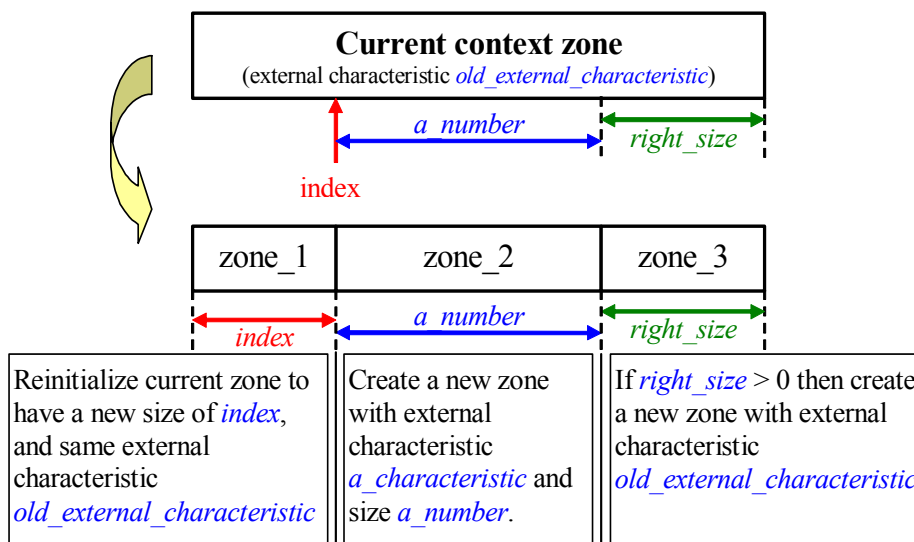 Current context zone
(external characteristic old_external_characteristic)
a_number
right_size
index
zone_1
zone_2
zone_3
index
a_number
right_size
Reinitialize current zone to
have a new size of index,
and same external
characteristic
old_external_characteristic
Create a new zone
with external
characteristic
a_characteristic and
size a_number.
If right_size > 0 then create
a new zone with external
characteristic
old_external_characteristic